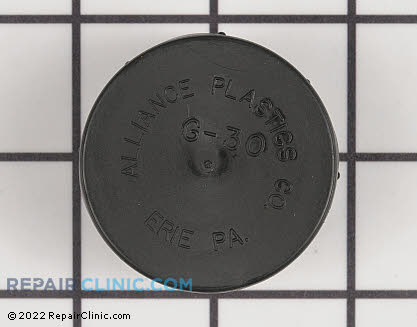 ALLIANCE PLASTICS CO.
G-30
ERIE PA.
REPAIRCLINIC.COM
© 2022 RepairClinic.com